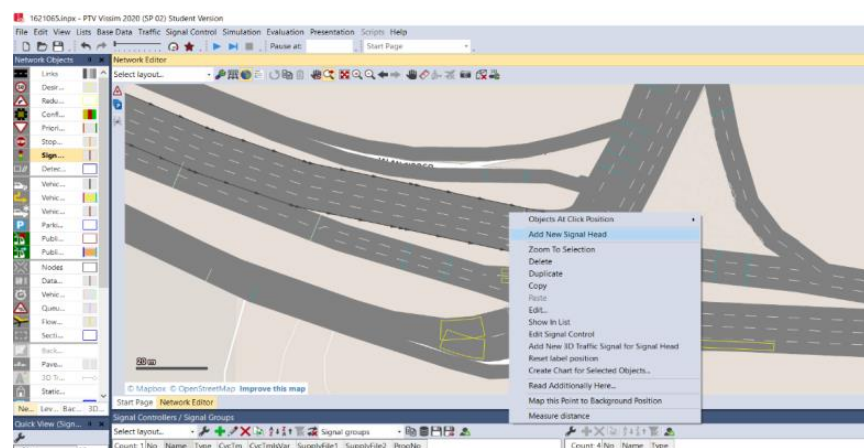 1621065.inpx - PTV Vissim 2020 (SP 02) Student Version
File Edit View Lists Base Data Traffic Signal Control Simulation Evaluation Presentation Scripts Help
Pause at: Start Page
Network Objects
Network Editor
Select layout...
Links
Desir...
Redu...
Confl...
Priori...
Stop...
Sign...
Detec...
Vehic...
Vehic...
Vehic...
Parki...
Publi...
Publi...
Nodes
Data...
Vehic...
Queu...
Flow...
Secti...
Back...
Pave...
3D Tr...
Static...
Ne... Lev... Bac... 3D...
Objects At Click Position
Add New Signal Head
Zoom To Selection
Delete
Duplicate
Copy
Paste
Edit...
Show In List
Edit Signal Control
Add New 3D Traffic Signal for Signal Head
Reset label position
Create Chart for Selected Objects...
Read Additionally Here...
Map this Point to Background Position
Measure distance
20 m
© Mapbox © OpenStreetMap Improve this map
Start Page Network Editor
Quick View (Sign...
Signal Controllers / Signal Groups
Select layout... Signal groups
Count: 1 No Name Type CycTm CycTmIsVar SupplyFile1 SupplyFile2 ProgNo
Count: 4 No Name Type